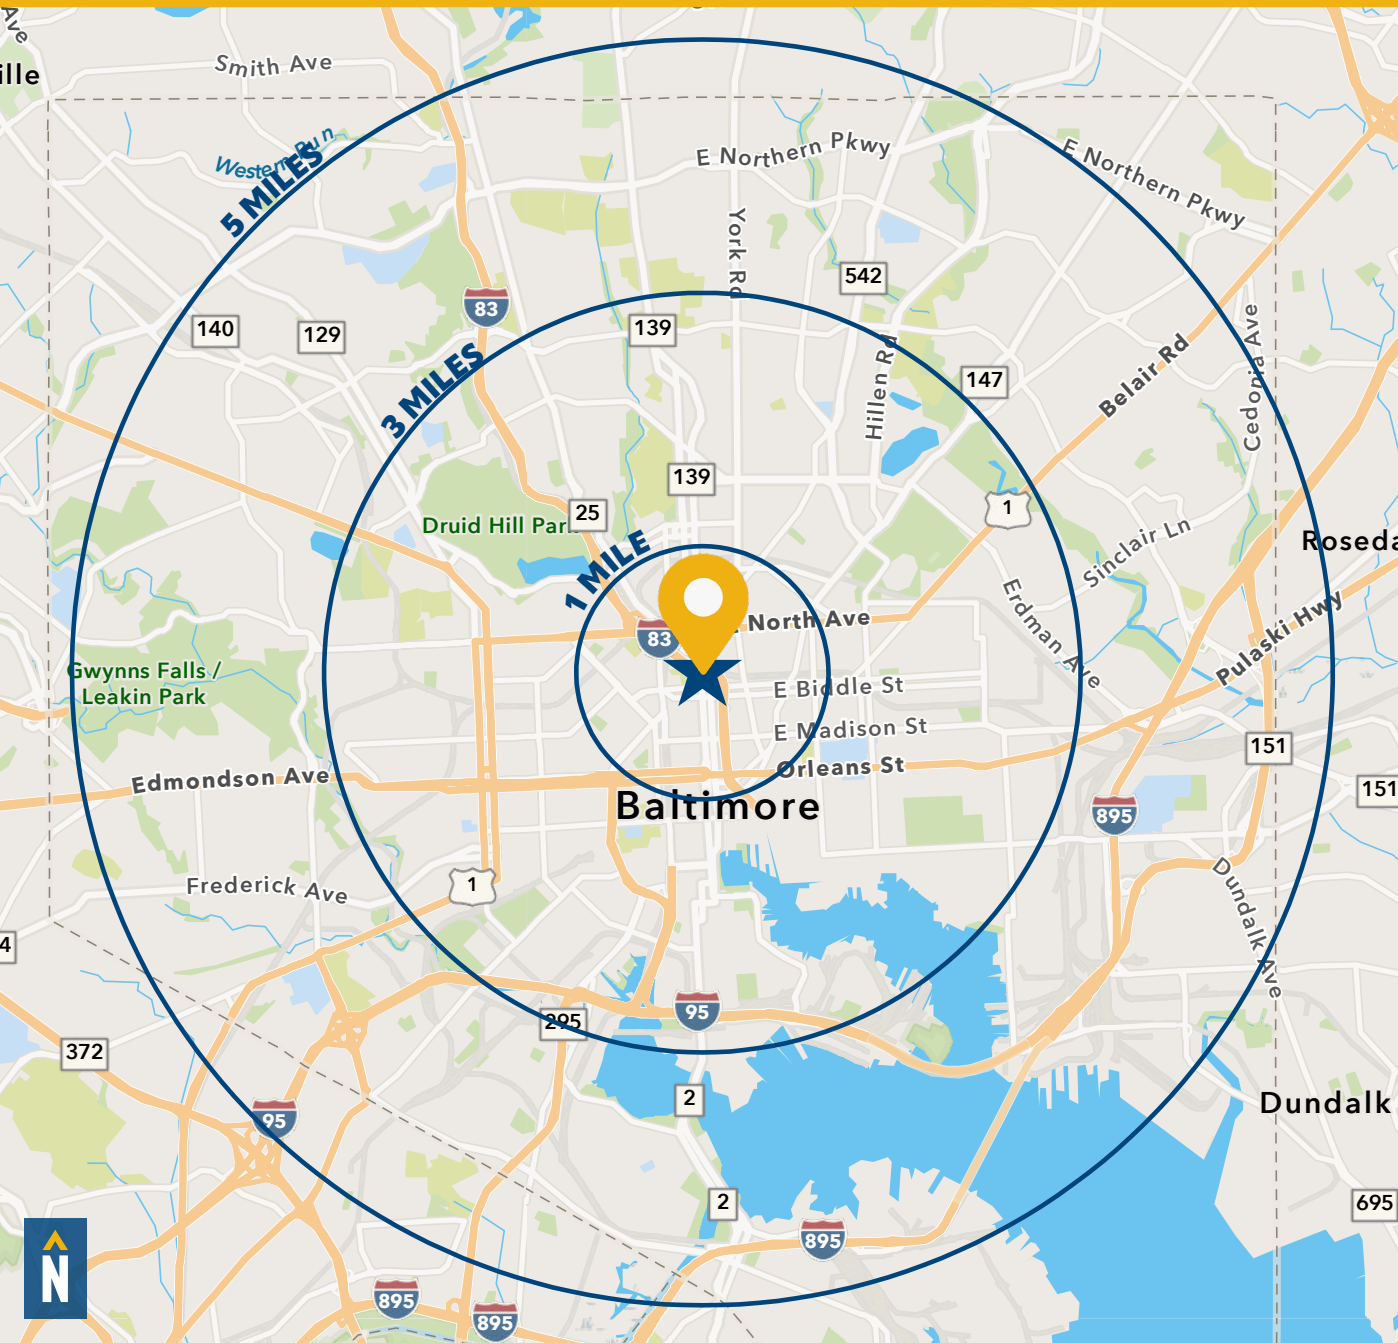 Ave
Smith Ave
ille
Western Run
5 MILES
E Northern Pkwy
E Northern Pkwy
York Rd
542
83
140
129
139
3 MILES
Hillen Rd
147
Belair Rd
Cedonia Ave
139
25
Druid Hill Par
1
1 MILE
Sinclair Ln
Roseda
Erdman Ave
Pulaski Hwy
North Ave
83
Gwynns Falls /
Leakin Park
E Biddle St
E Madison St
Orleans St
151
Edmondson Ave
151
Baltimore
895
1
Frederick Ave
Dundalk Ave
4
95
295
372
2
Dundalk
95
2
695
895
N
895
895